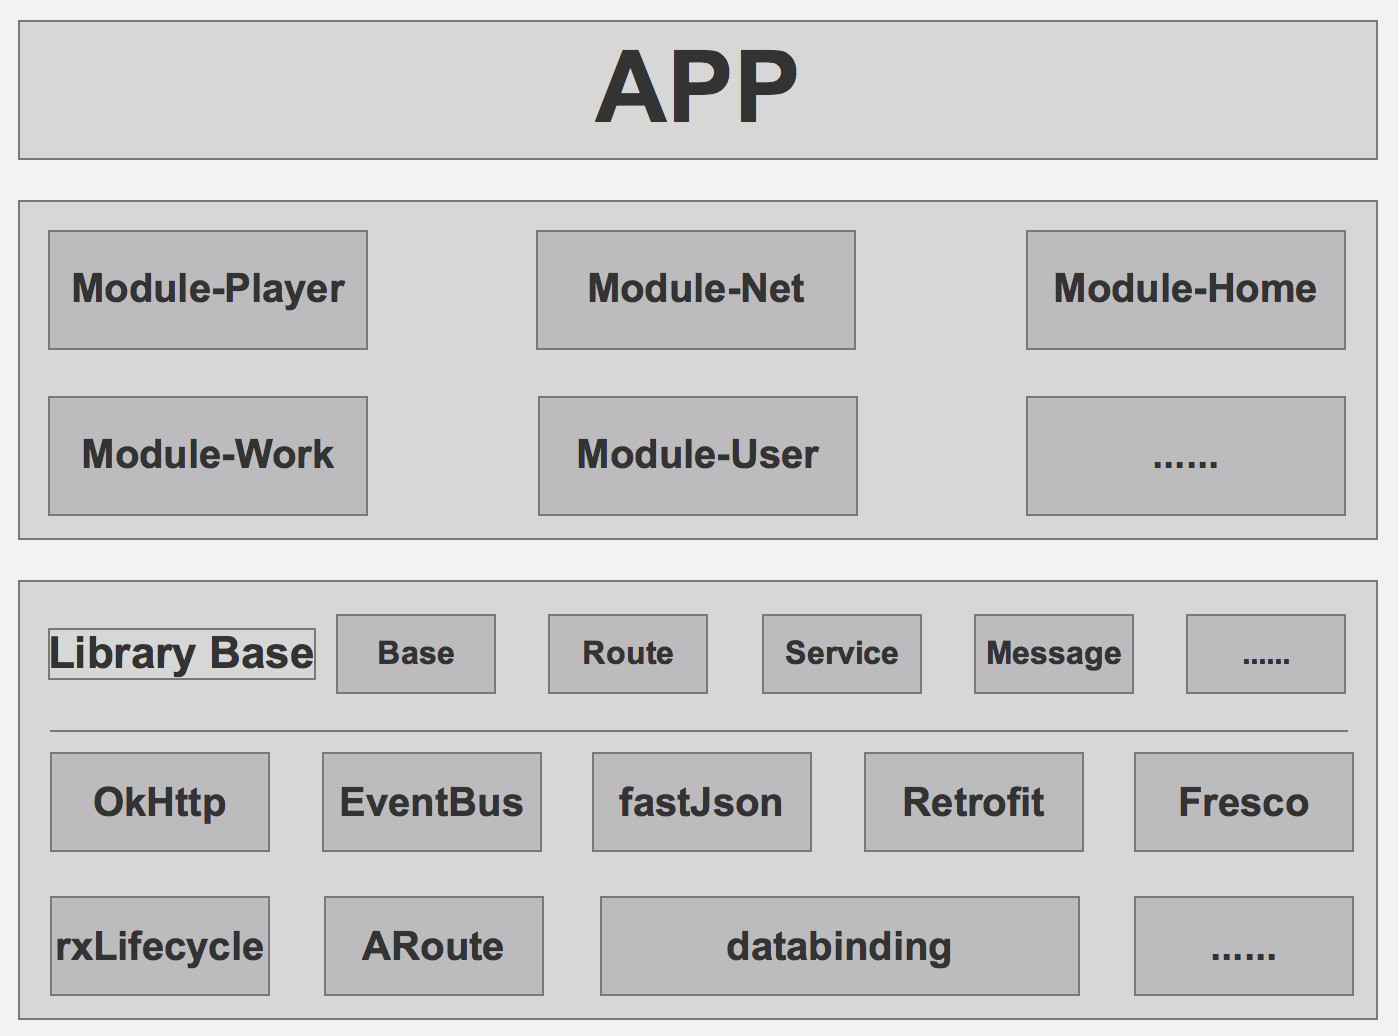 APP
Module-Player
Module-Net
Module-Home
Module-Work
Module-User
......
Library Base
Base
Route
Service
Message
......
OkHttp
EventBus
fastJson
Retrofit
Fresco
rxLifecycle
ARoute
databinding
......